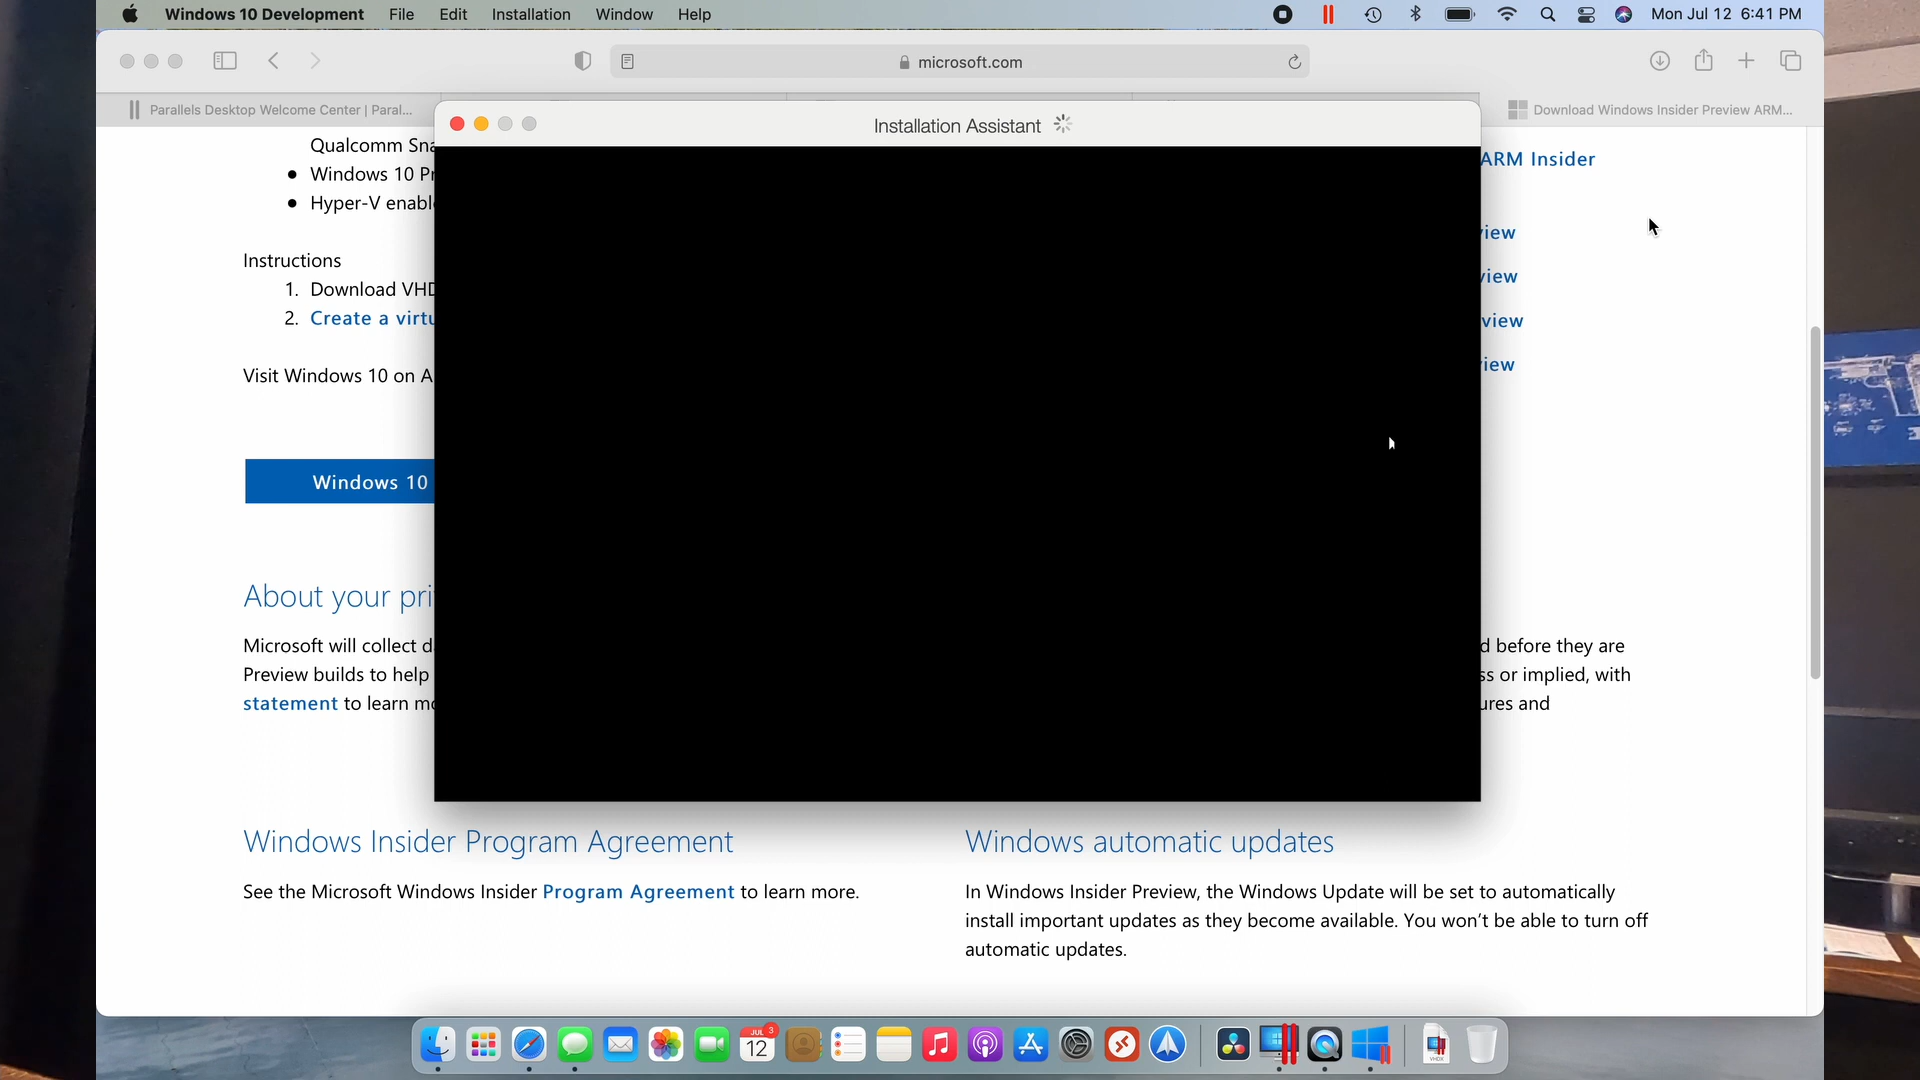 Windows 10 Development File Edit Installation Window Help Mon Jul 12 6:41 PM
microsoft.com
Parallels Desktop Welcome Center | Paral...
Download Windows Insider Preview ARM...
Installation Assistant
Qualcomm Sna
Windows 10 Pr
Hyper-V enabl
Instructions
1. Download VHD
2. Create a virtu
Visit Windows 10 on A
Windows 10
ARM Insider
view
view
view
view
About your pri
Microsoft will collect d
Preview builds to help
statement to learn mo
d before they are
ss or implied, with
ures and
Windows Insider Program Agreement
See the Microsoft Windows Insider Program Agreement to learn more.
Windows automatic updates
In Windows Insider Preview, the Windows Update will be set to automatically
install important updates as they become available. You won't be able to turn off
automatic updates.
JUL 3
12
VHDX